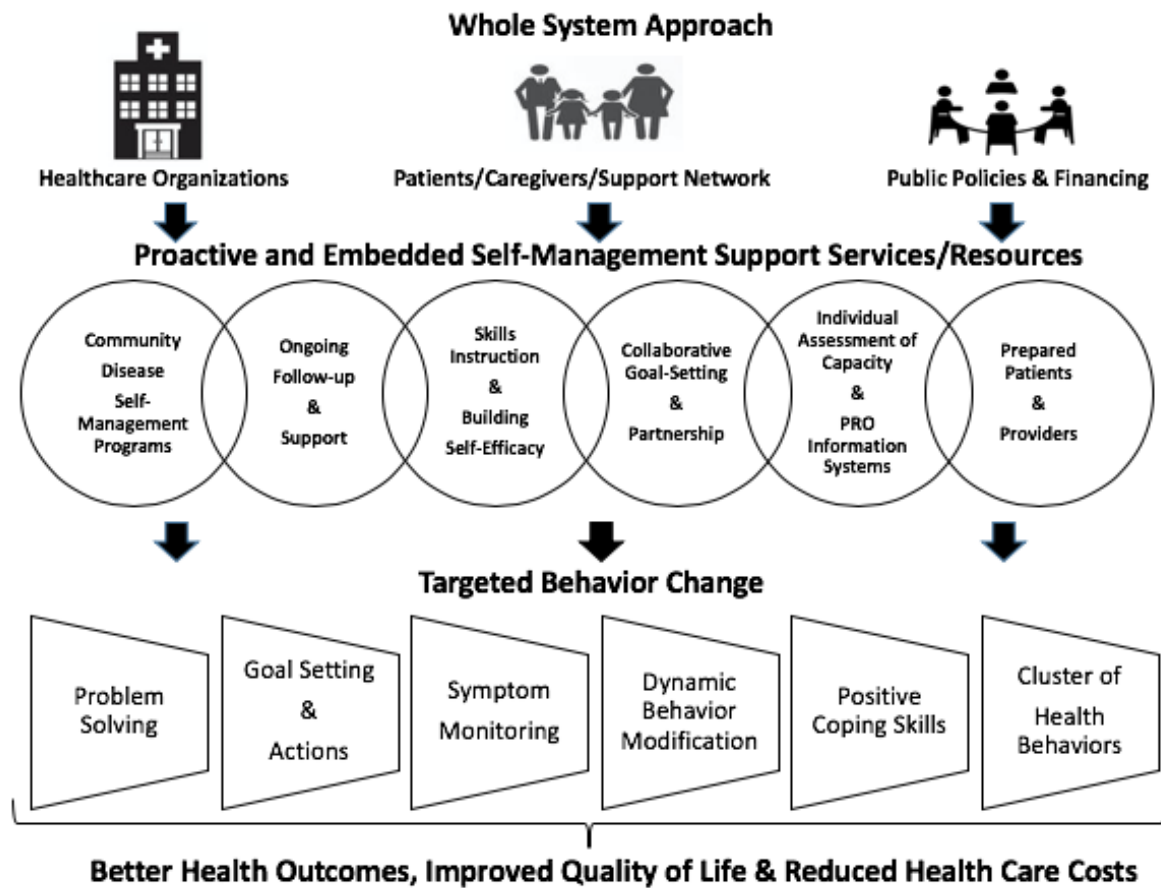 Whole System Approach
Healthcare Organizations
Patients/Caregivers/Support Network
Public Policies & Financing
Proactive and Embedded Self-Management Support Services/Resources
Community
Disease
Self-
Management
Programs
Ongoing
Follow-up
&
Support
Skills
Instruction
&
Building
Self-Efficacy
Collaborative
Goal-Setting
&
Partnership
Individual
Assessment of
Capacity
&
PRO
Information
Systems
Prepared
Patients
&
Providers
Targeted Behavior Change
Problem
Solving
Goal Setting
&
Actions
Symptom
Monitoring
Dynamic
Behavior
Modification
Positive
Coping Skills
Cluster of
Health
Behaviors
Better Health Outcomes, Improved Quality of Life & Reduced Health Care Costs